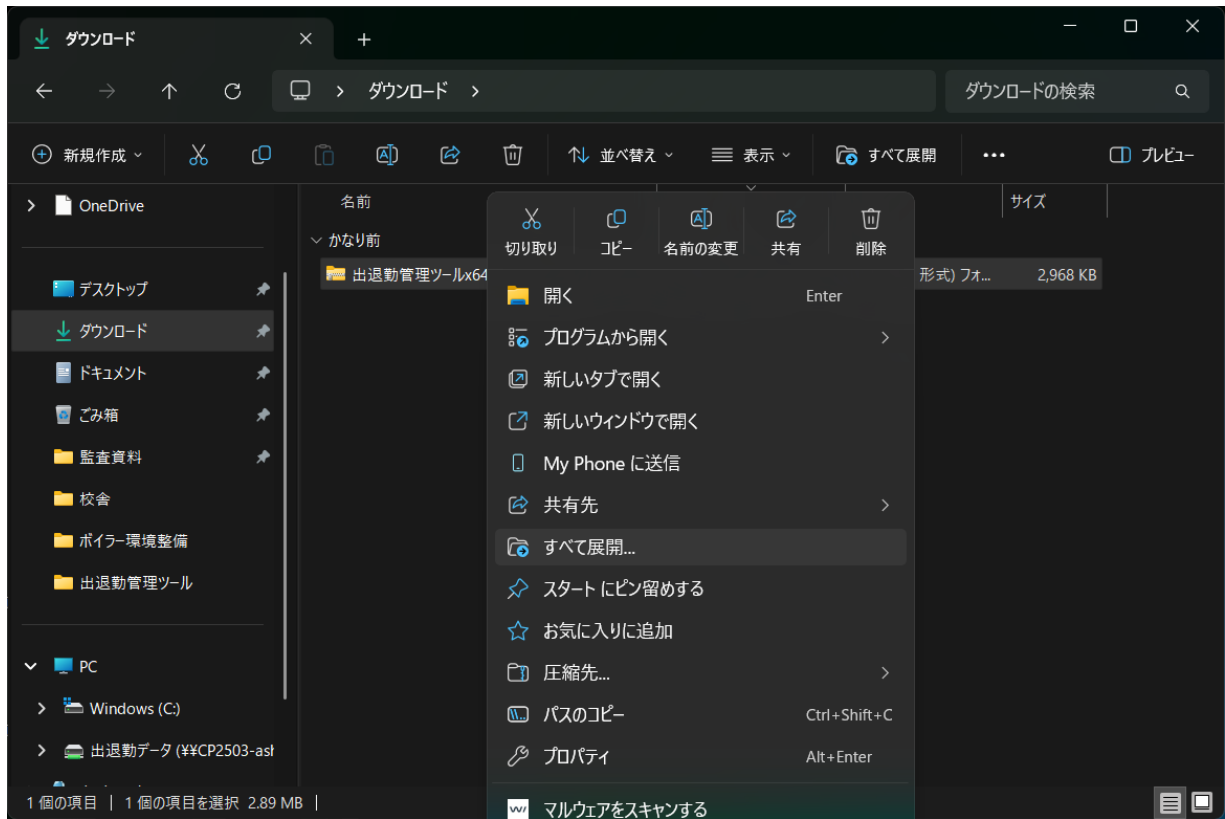 ダウンロード
ダウンロード
ダウンロードの検索
新規作成
並べ替え
表示
すべて展開
プレビュー
OneDrive
デスクトップ
ダウンロード
ドキュメント
ごみ箱
監査資料
校舎
ボイラー環境整備
出退勤管理ツール
PC
Windows (C:)
出退勤データ (¥¥CP2503-ash
名前
サイズ
かなり前
出退勤管理ツールx64
形式) フォ...
2,968 KB
切り取り
コピー
名前の変更
共有
削除
開く Enter
プログラムから開く
新しいタブで開く
新しいウィンドウで開く
My Phone に送信
共有先
すべて展開...
スタート にピン留めする
お気に入りに追加
圧縮先...
パスのコピー Ctrl+Shift+C
プロパティ Alt+Enter
マルウェアをスキャンする
1 個の項目
1 個の項目を選択 2.89 MB